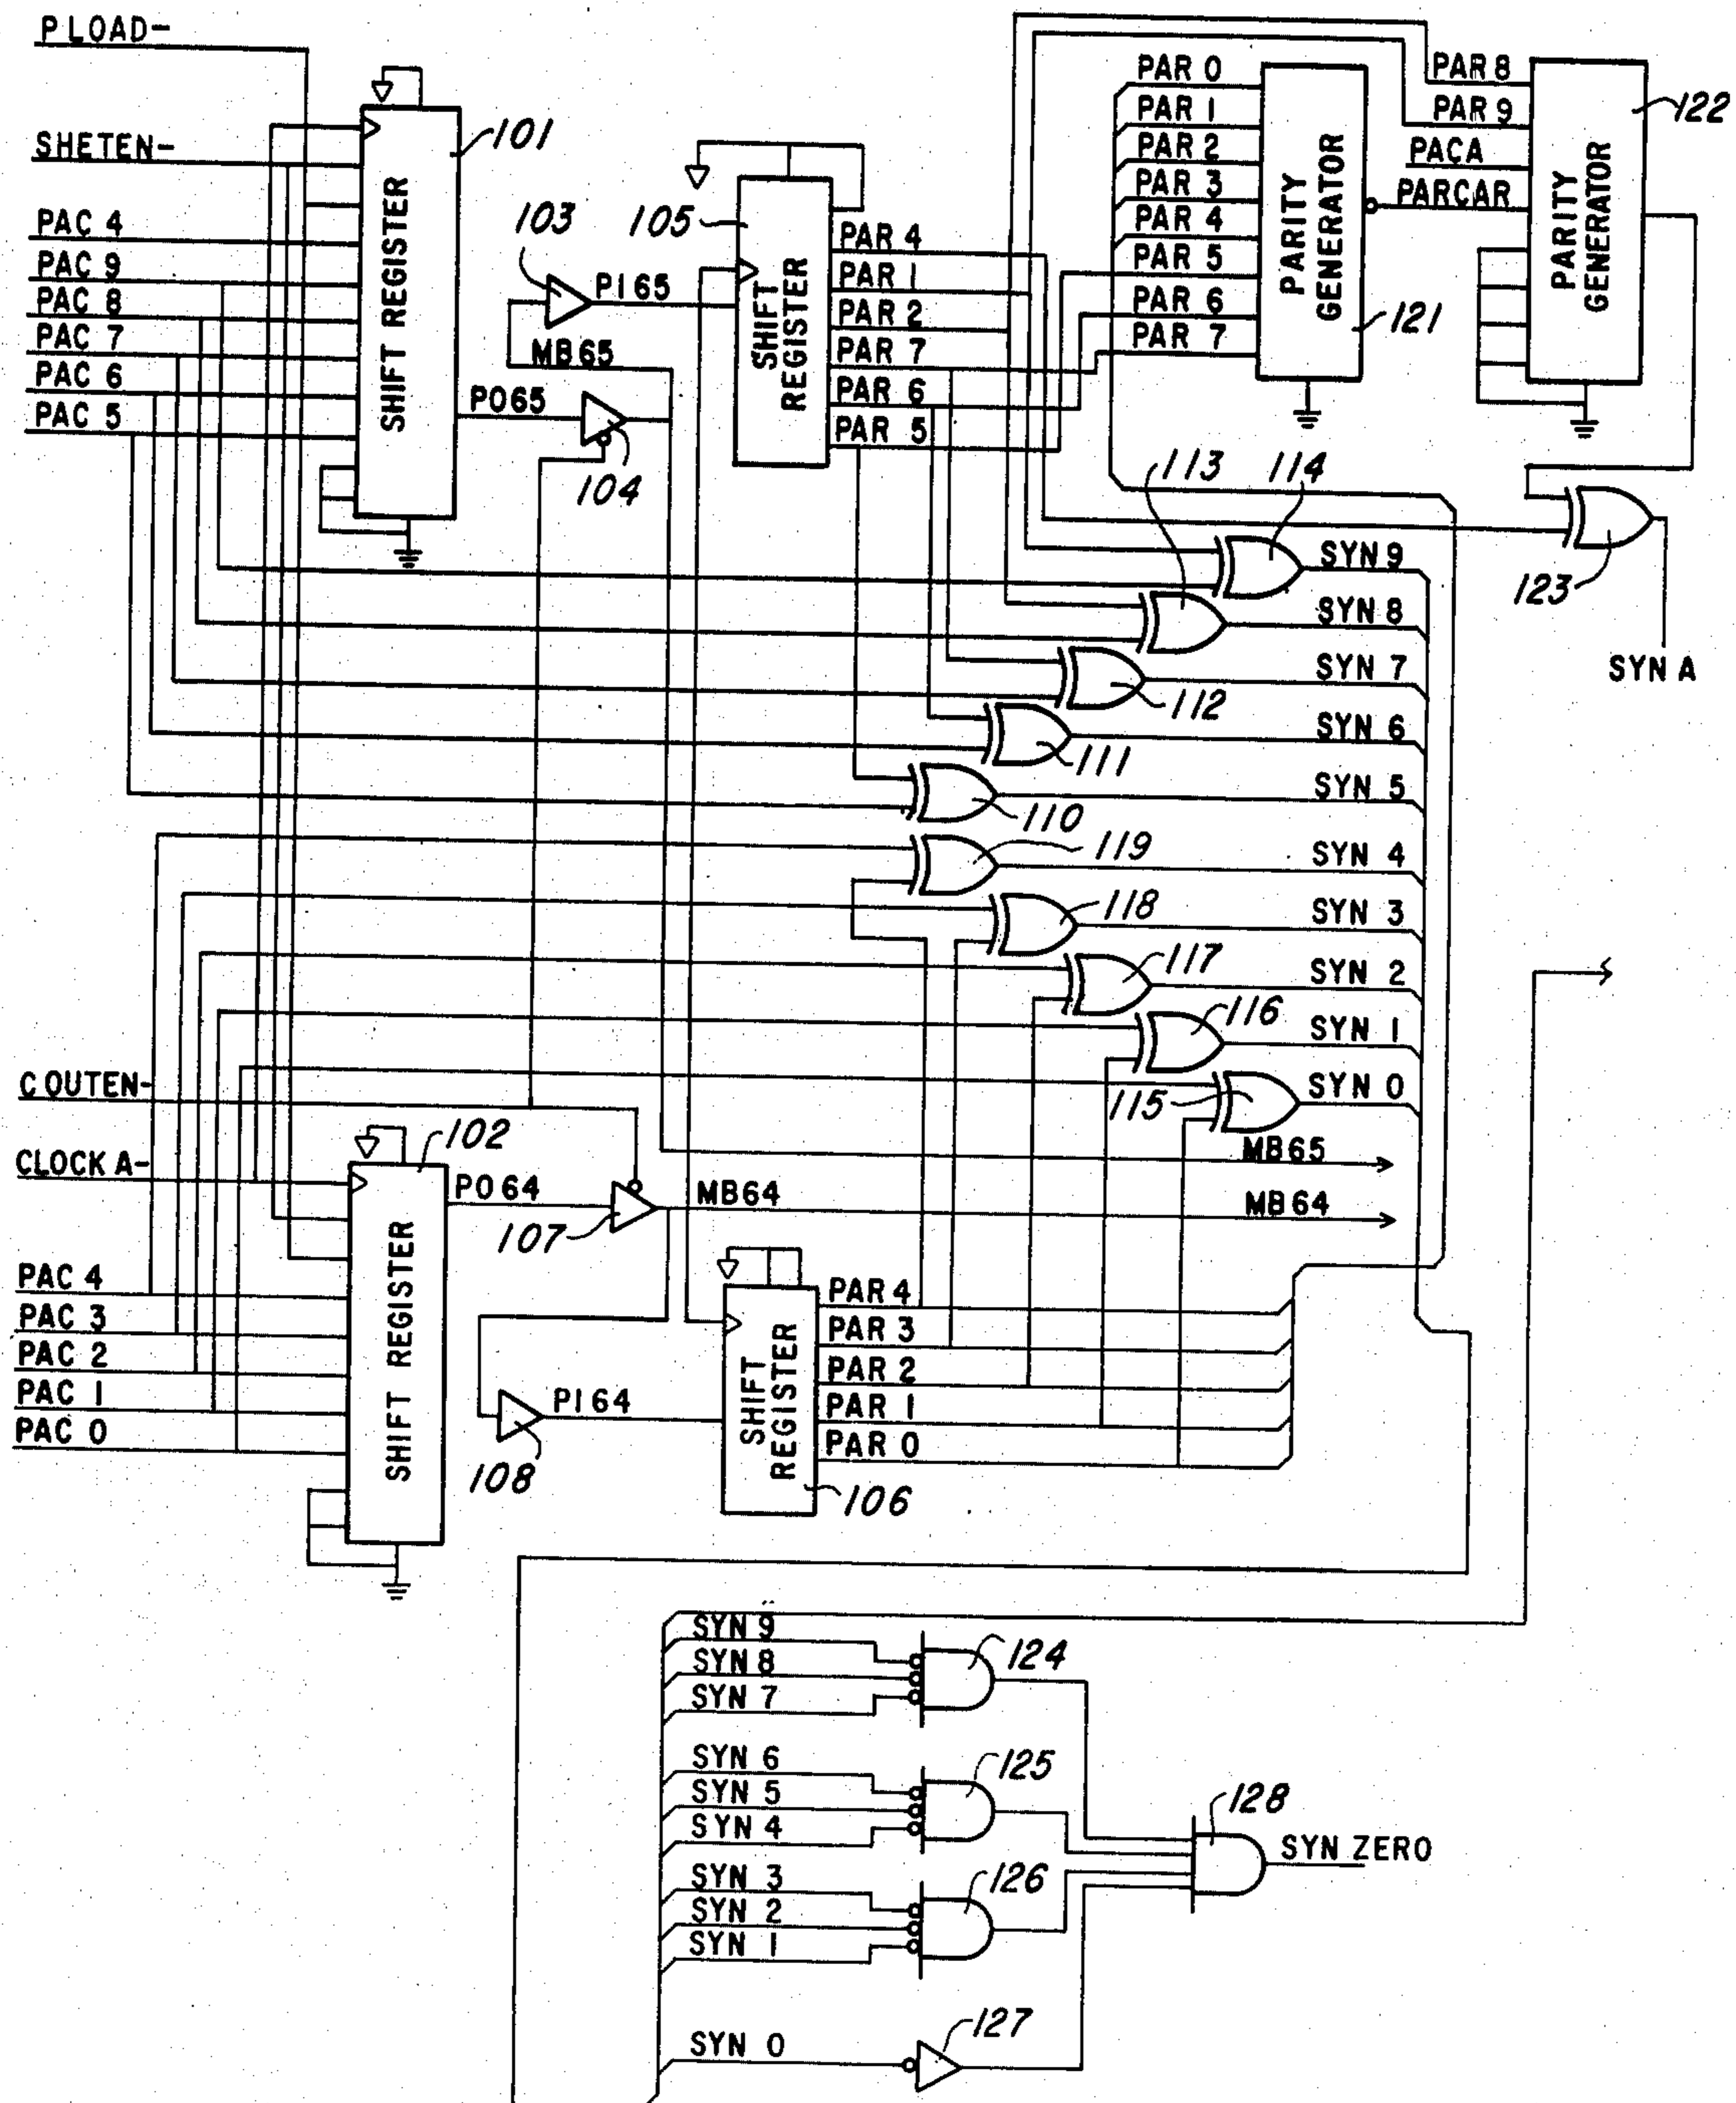 P LOAD-
SHETEN-
PAC 4
PAC 9
PAC 8
PAC 7
PAC 6
PAC 5
SHIFT REGISTER
101
PO65
103
PI65
MB65
104
105
SHIFT REGISTER
PAR 4
PAR 1
PAR 2
PAR 7
PAR 6
PAR 5
PAR 0
PAR 1
PAR 2
PAR 3
PAR 4
PAR 5
PAR 6
PAR 7
PARITY GENERATOR
121
PAR 8
PAR 9
PACA
PARCAR
PARITY GENERATOR
122
123
SYN A
113
114
SYN 9
SYN 8
SYN 7
112
SYN 6
111
SYN 5
110
119
SYN 4
118
SYN 3
117
SYN 2
116
SYN 1
115
SYN 0
MB65
MB64
C OUTEN-
CLOCK A-
102
PO64
107
MB64
PAC 4
PAC 3
PAC 2
PAC 1
PAC 0
SHIFT REGISTER
PI64
108
SHIFT REGISTER
106
PAR 4
PAR 3
PAR 2
PAR 1
PAR 0
SYN 9
SYN 8
SYN 7
124
SYN 6
SYN 5
SYN 4
125
SYN 3
SYN 2
SYN 1
126
SYN 0
127
128
SYN ZERO